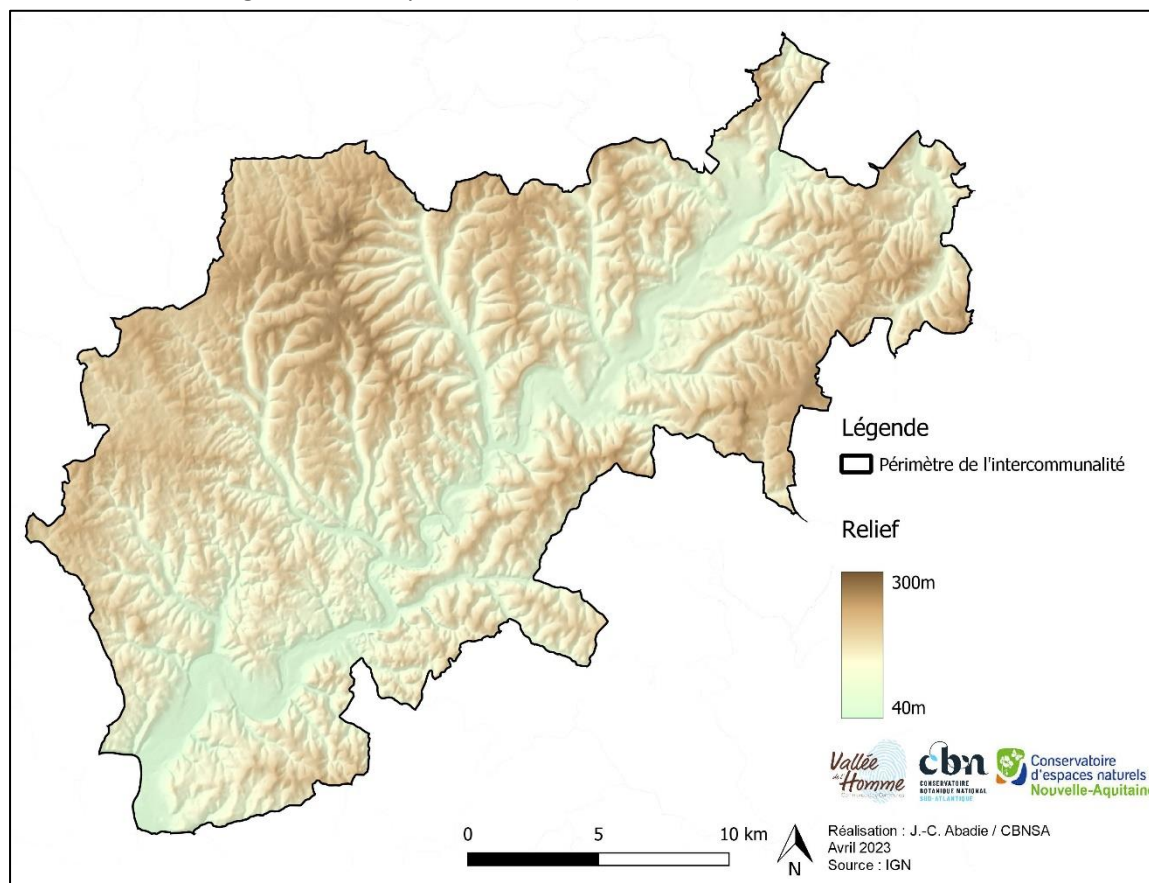 Légende
Périmètre de l'intercommunalité
Relief
300m
40m
Vallée
de l'Homme
cbn
CONSERVATOIRE
BOTANIQUE NATIONAL
SUD-ATLANTIQUE
Conservatoire
d'espaces naturels
Nouvelle-Aquitaine
0 5 10 km
N
Réalisation : J.-C. Abadie / CBNSA
Avril 2023
Source : IGN